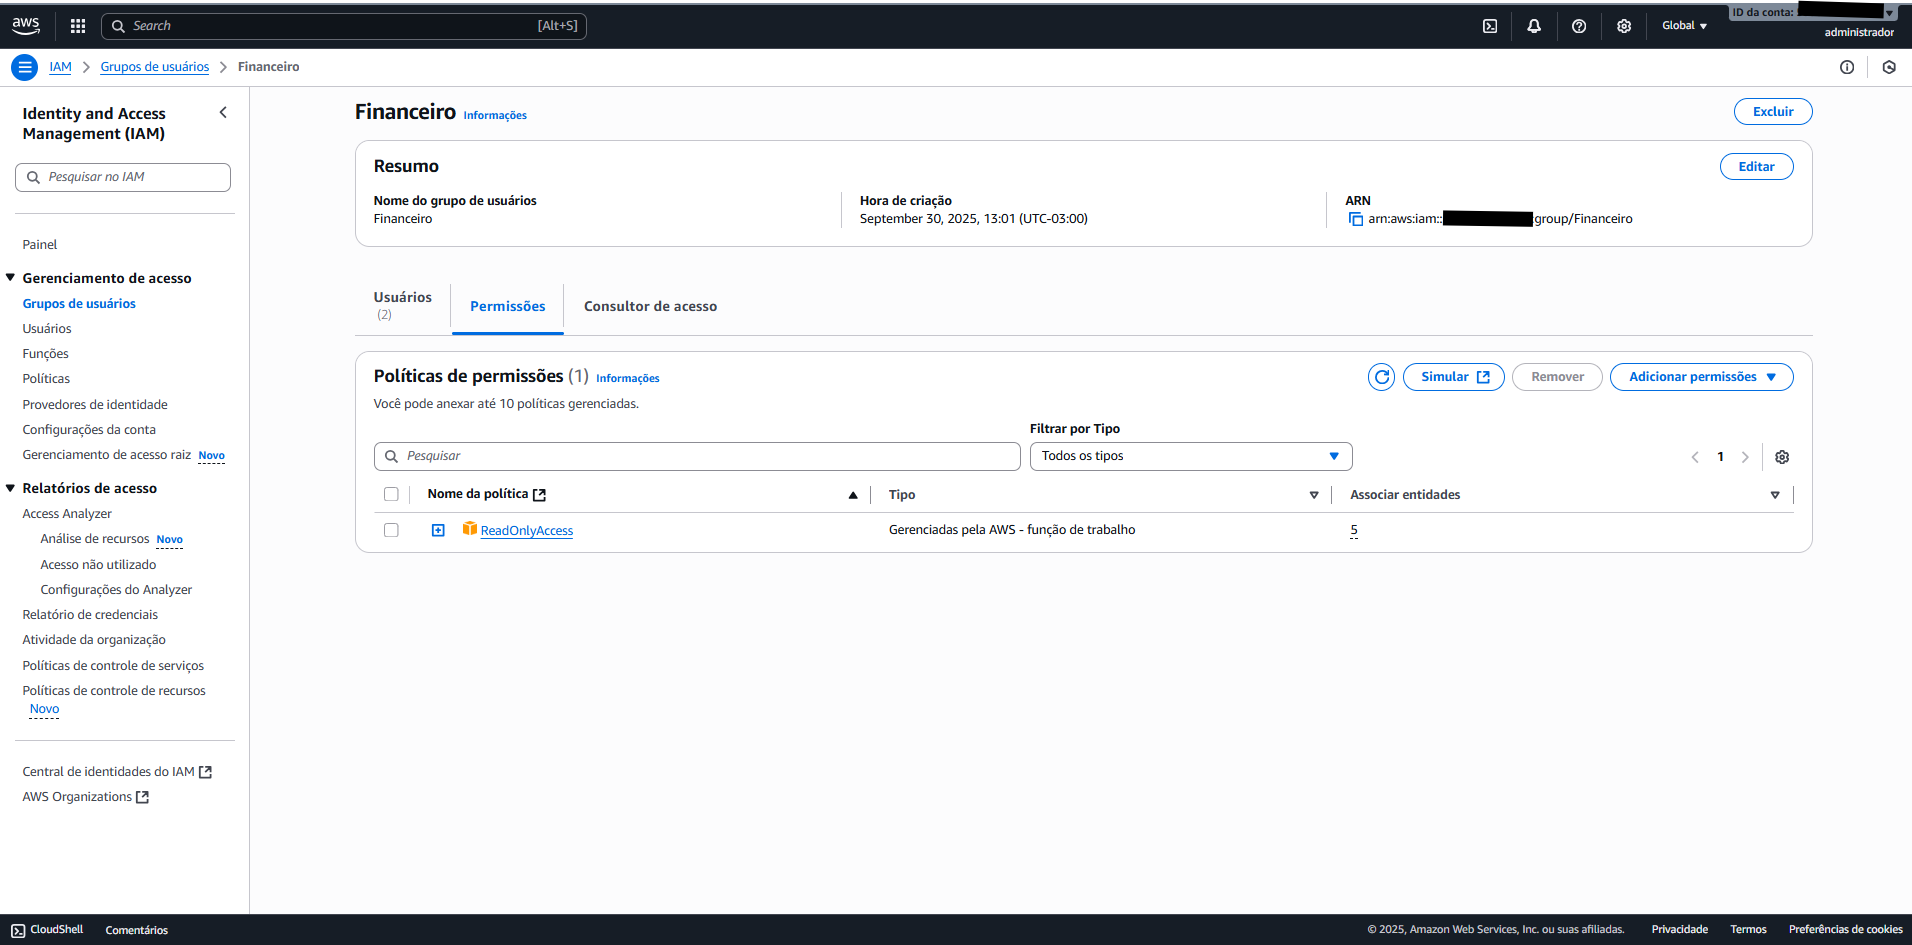 aws
Search
[Alt+S]
Global
ID da conta:
administrador
IAM
Grupos de usuários
Financeiro
Identity and Access Management (IAM)
Pesquisar no IAM
Painel
Gerenciamento de acesso
Grupos de usuários
Usuários
Funções
Políticas
Provedores de identidade
Configurações da conta
Gerenciamento de acesso raiz Novo
Relatórios de acesso
Access Analyzer
Análise de recursos Novo
Acesso não utilizado
Configurações do Analyzer
Relatório de credenciais
Atividade da organização
Políticas de controle de serviços
Políticas de controle de recursos
Novo
Central de identidades do IAM
AWS Organizations
Financeiro Informações
Excluir
Resumo
Editar
Nome do grupo de usuários
Financeiro
Hora de criação
September 30, 2025, 13:01 (UTC-03:00)
ARN
arn:aws:iam:: :group/Financeiro
Usuários
(2)
Permissões
Consultor de acesso
Políticas de permissões (1) Informações
Você pode anexar até 10 políticas gerenciadas.
Simular
Remover
Adicionar permissões
Filtrar por Tipo
Pesquisar
Todos os tipos
1
Nome da política
Tipo
Associar entidades
ReadOnlyAccess
Gerenciadas pela AWS - função de trabalho
5
CloudShell
Comentários
© 2025, Amazon Web Services, Inc. ou suas afiliadas.
Privacidade
Termos
Preferências de cookies